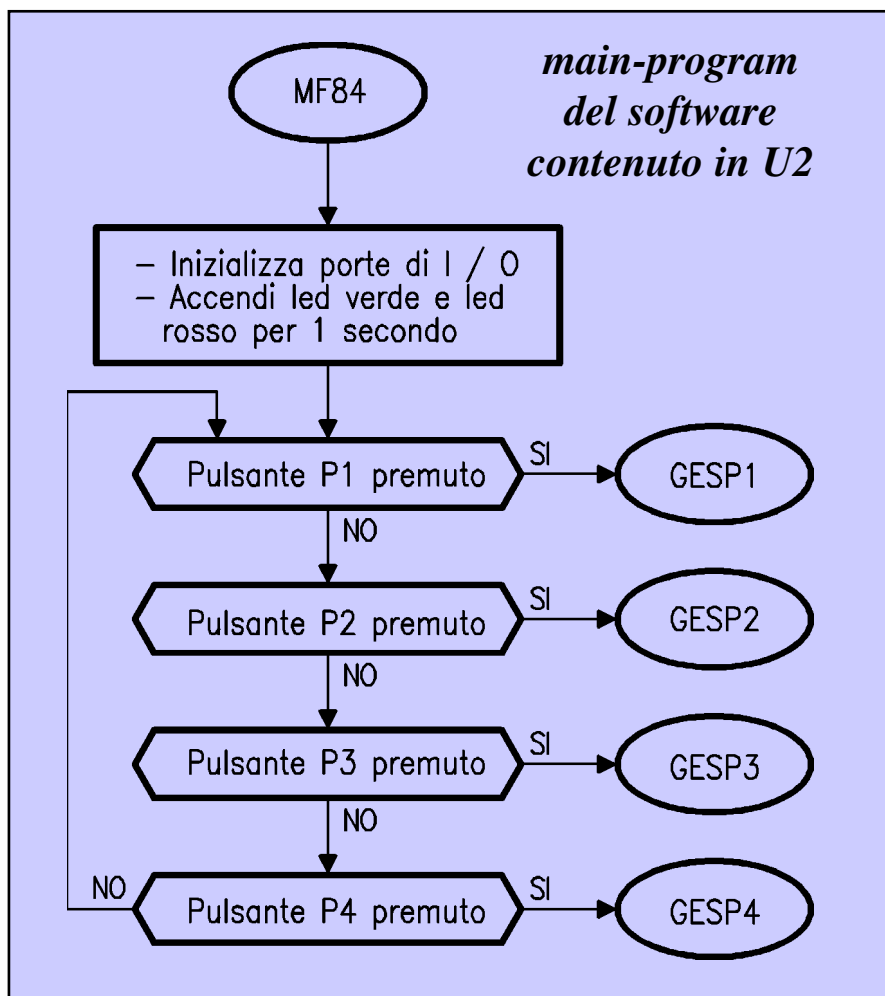 main-program
del software
contenuto in U2
MF84
– Inizializza porte di I / O
– Accendi led verde e led
rosso per 1 secondo
Pulsante P1 premuto
SI
GESP1
NO
Pulsante P2 premuto
SI
GESP2
NO
Pulsante P3 premuto
SI
GESP3
NO
NO
Pulsante P4 premuto
SI
GESP4